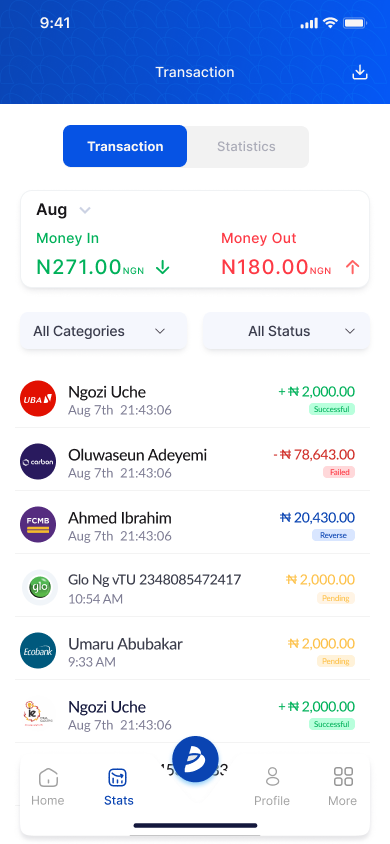 9:41
Transaction
Transaction Statistics
Aug
Money In Money Out
N271.00NGN N180.00NGN
All Categories All Status
UBA Ngozi Uche +₦ 2,000.00
Aug 7th 21:43:06 Successful
carbon Oluwaseun Adeyemi -₦ 78,643.00
Aug 7th 21:43:06 Failed
FCMB Ahmed Ibrahim ₦ 20,430.00
Aug 7th 21:43:06 Reverse
glo Glo Ng vTU 2348085472417 ₦ 2,000.00
10:54 AM Pending
Ecobank Umaru Abubakar ₦ 2,000.00
9:33 AM Pending
Ngozi Uche +₦ 2,000.00
Aug 7th 21:43:06 Successful
Home Stats Profile More